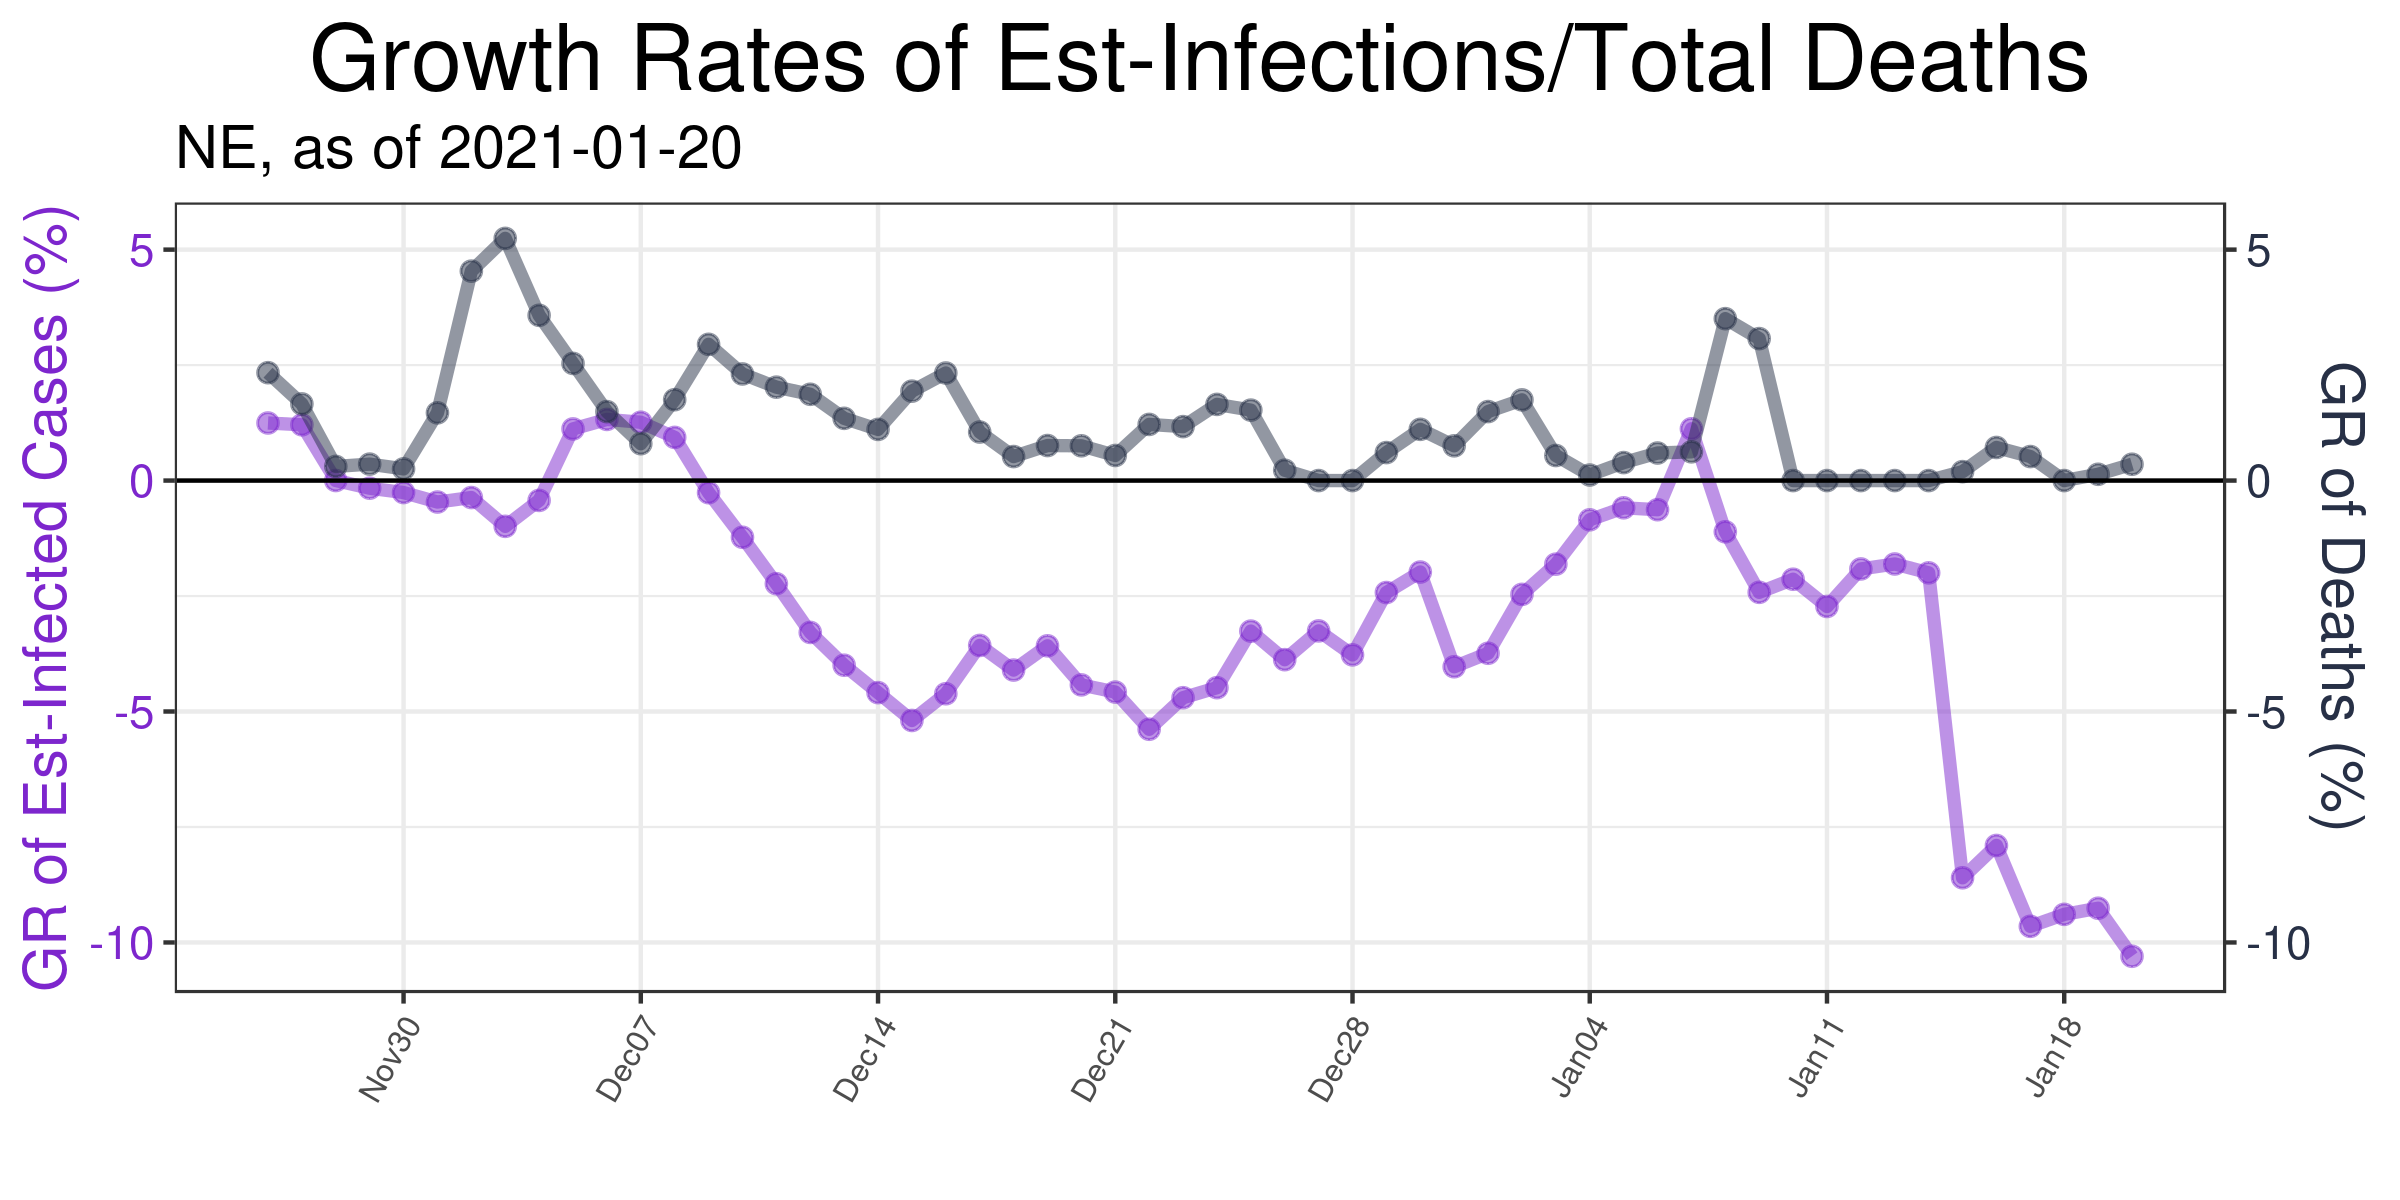 Growth Rates of Est-Infections/Total Deaths
NE, as of 2021-01-20
GR of Est-Infected Cases (%)
5
0
-5
-10
5
0
-5
-10
GR of Deaths (%)
Nov30
Dec07
Dec14
Dec21
Dec28
Jan04
Jan11
Jan18